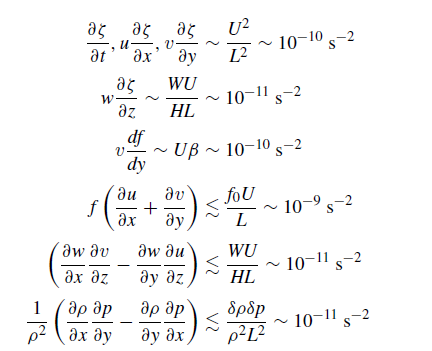 ∂ζ/∂t, u ∂ζ/∂x, v ∂ζ/∂y ∼ U²/L² ∼ 10⁻¹⁰ s⁻²
w ∂ζ/∂z ∼ WU/HL ∼ 10⁻¹¹ s⁻²
v df/dy ∼ Uβ ∼ 10⁻¹⁰ s⁻²
f (∂u/∂x + ∂v/∂y) ≲ f₀U/L ∼ 10⁻⁹ s⁻²
(∂w/∂x ∂v/∂z − ∂w/∂y ∂u/∂z) ≲ WU/HL ∼ 10⁻¹¹ s⁻²
1/ρ² (∂ρ/∂x ∂p/∂y − ∂ρ/∂y ∂p/∂x) ≲ δρδp/ρ²L² ∼ 10⁻¹¹ s⁻²